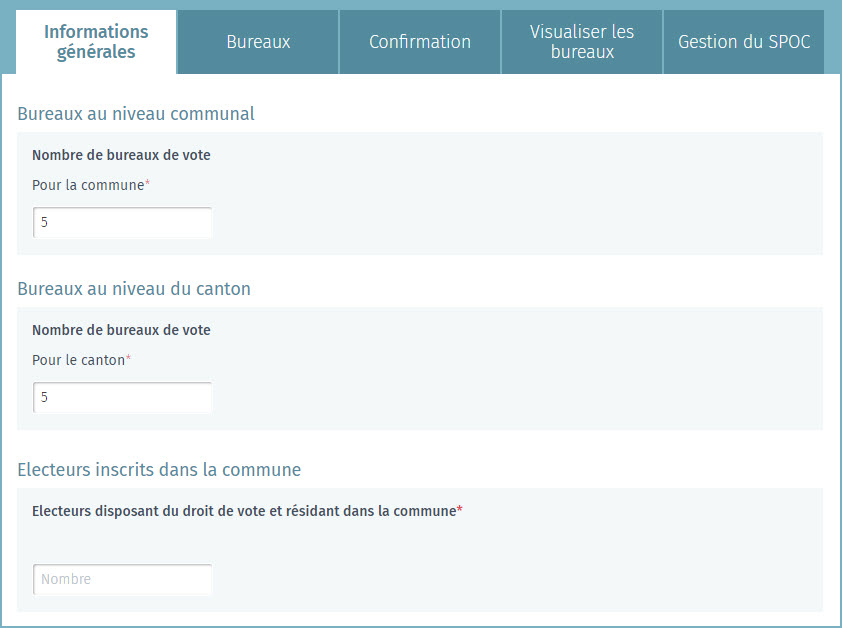 Informations
générales
Bureaux
Confirmation
Visualiser les
bureaux
Gestion du SPOC
Bureaux au niveau communal
Nombre de bureaux de vote
Pour la commune*
5
Bureaux au niveau du canton
Nombre de bureaux de vote
Pour le canton*
5
Electeurs inscrits dans la commune
Electeurs disposant du droit de vote et résidant dans la commune*
Nombre